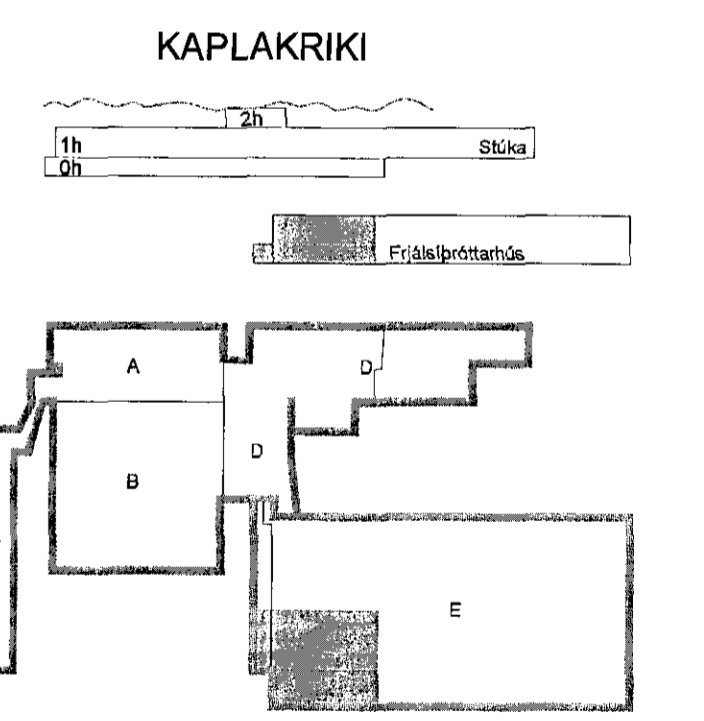 KAPLAKRIKI
2h
1h Stúka
0h
Frjálsíþróttarhús
A
D
D
B
E